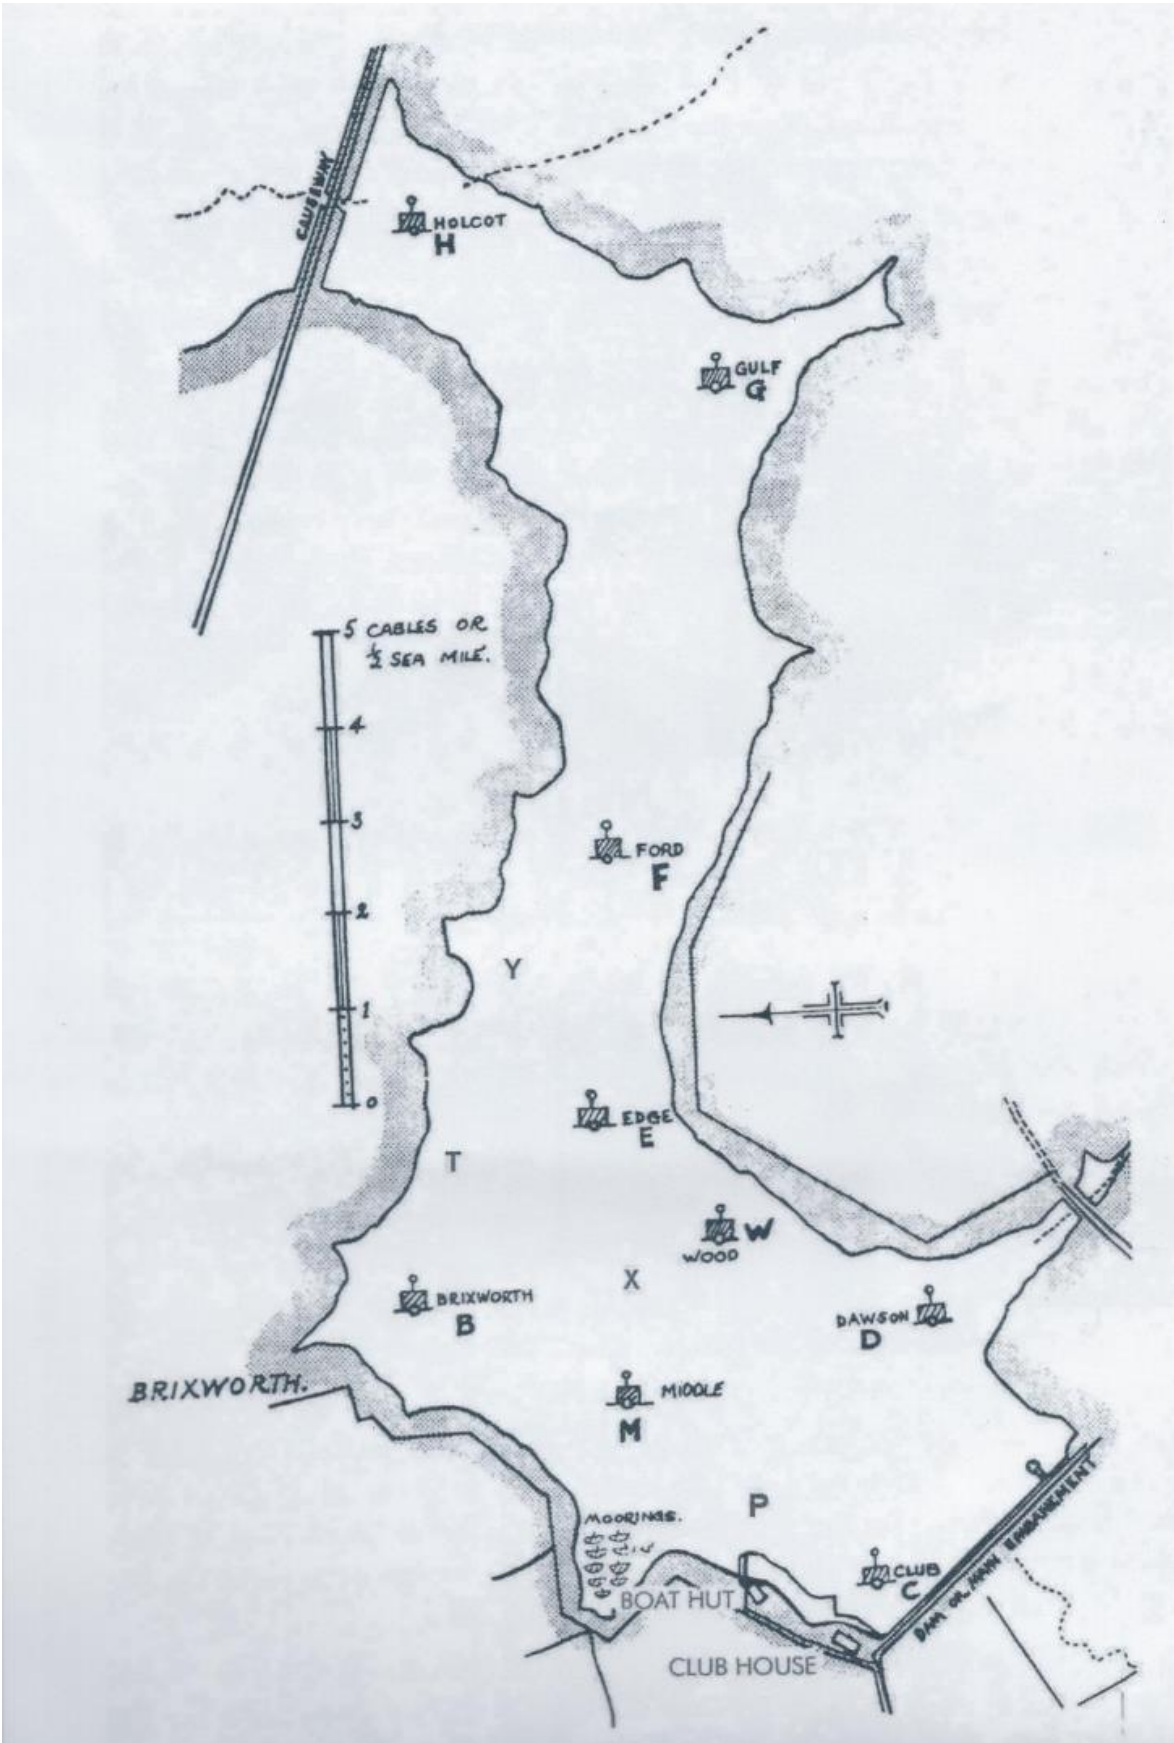 CAUSEWAY
HOLCOT
H
GULF
G
5 CABLES OR
½ SEA MILE.
4
3
FORD
F
2
Y
1
0
EDGE
E
T
WOOD
W
X
BRIXWORTH
B
DAWSON
D
BRIXWORTH.
MIDDLE
M
P
MOORINGS.
CLUB
C
BOAT HUT
DAM OR MAIN EMBANKMENT
CLUB HOUSE